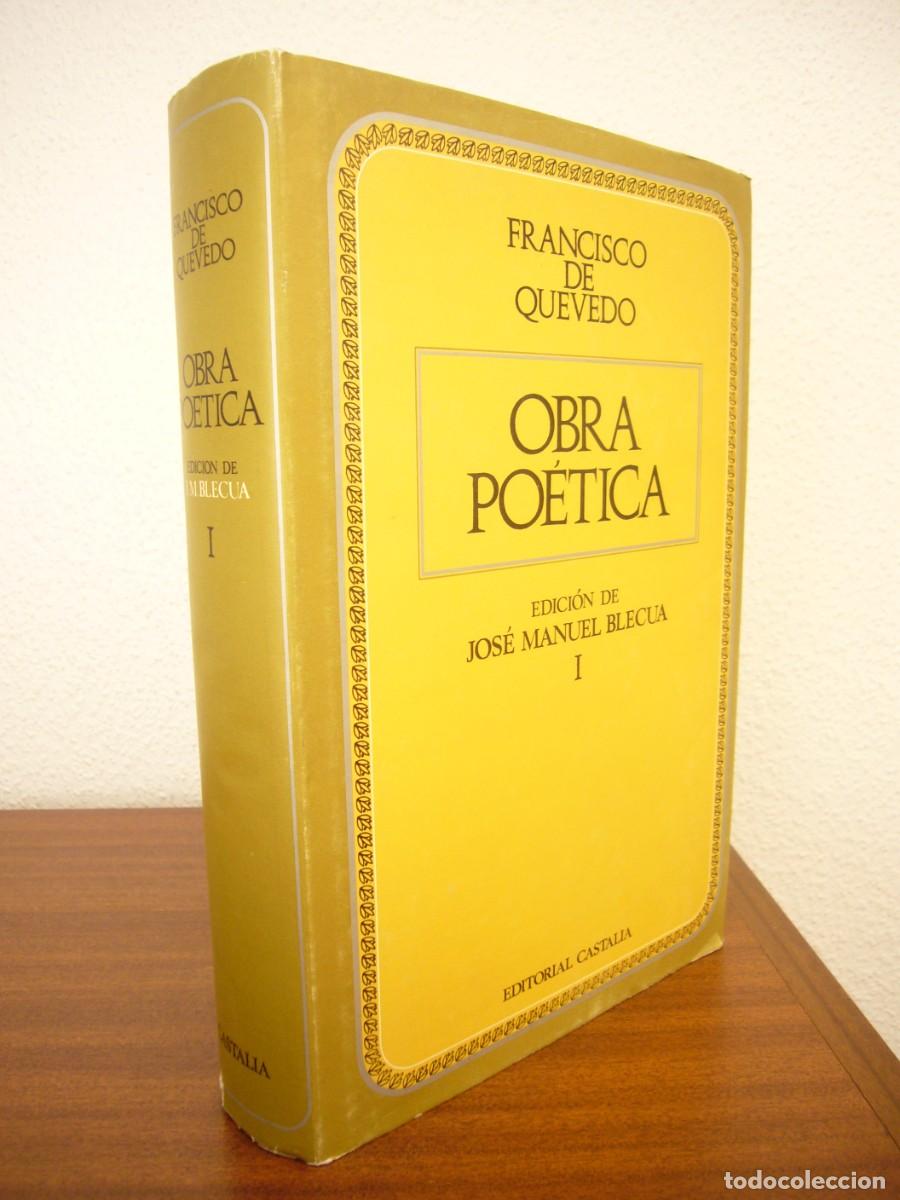 FRANCISCO
DE
QUEVEDO
OBRA
POÉTICA
EDICIÓN DE
JOSÉ MANUEL BLECUA
I
EDITORIAL CASTALIA
FRANCISCO
DE
QUEVEDO
OBRA
POETICA
EDICION DE
J M BLECUA
I
CASTALIA
todocoleccion